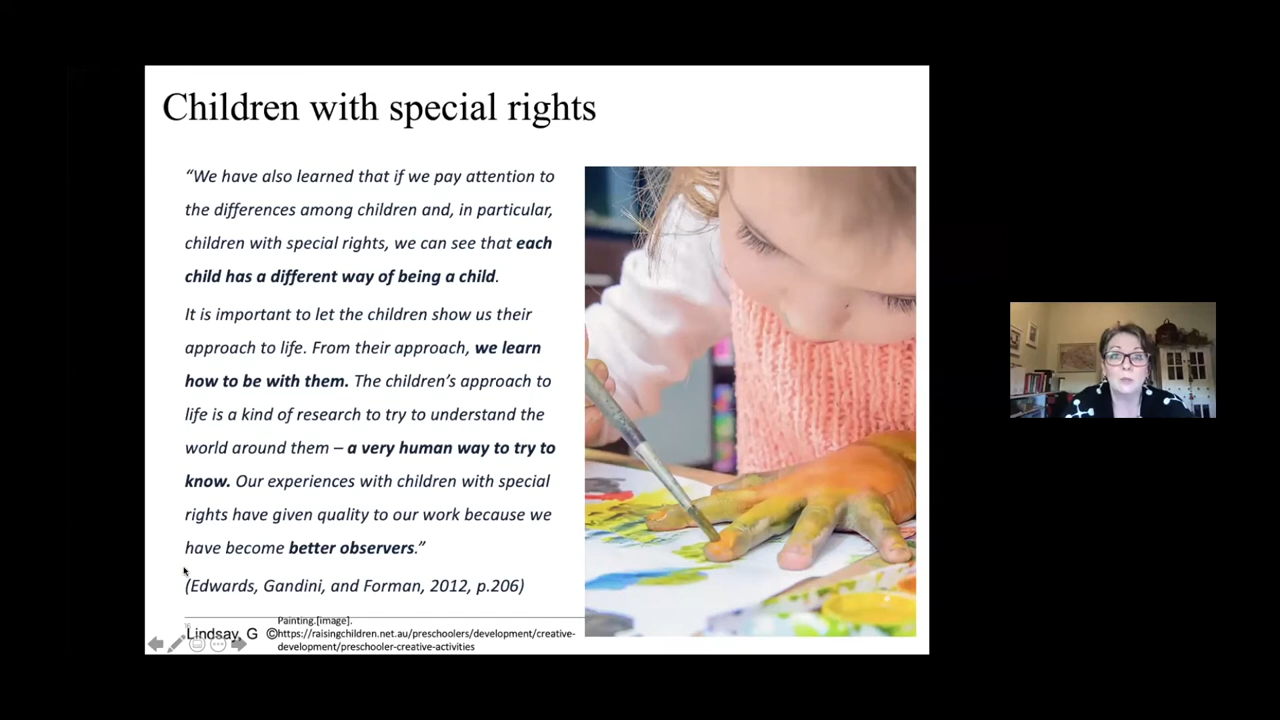 Children with special rights
“We have also learned that if we pay attention to
the differences among children and, in particular,
children with special rights, we can see that each
child has a different way of being a child.
It is important to let the children show us their
approach to life. From their approach, we learn
how to be with them. The children’s approach to
life is a kind of research to try to understand the
world around them – a very human way to try to
know. Our experiences with children with special
rights have given quality to our work because we
have become better observers.”
(Edwards, Gandini, and Forman, 2012, p.206)
Painting.[image].
Lindsay, G ©https://raisingchildren.net.au/preschoolers/development/creative-
development/preschooler-creative-activities